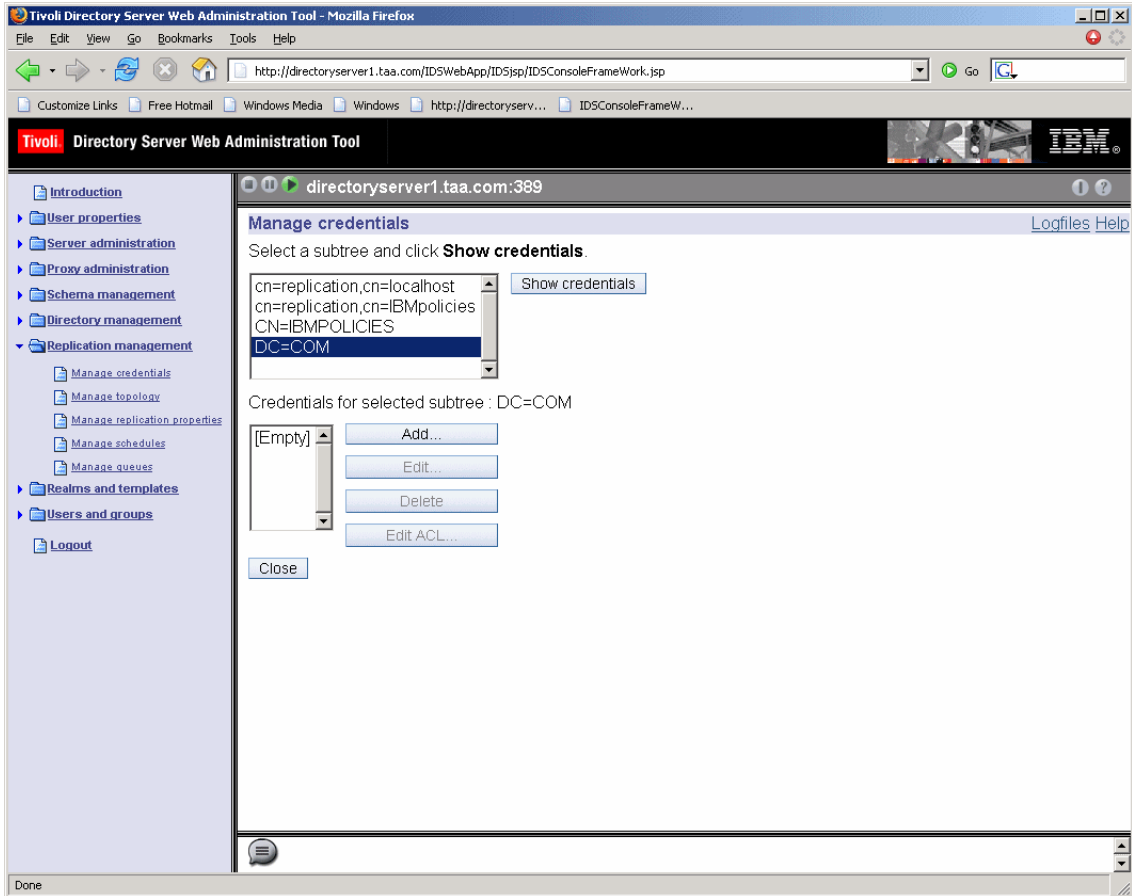 Tivoli Directory Server Web Administration Tool - Mozilla Firefox
File Edit View Go Bookmarks Tools Help
http://directoryserver1.taa.com/IDSWebApp/IDSjsp/IDSConsoleFrameWork.jsp Go G
Customize Links Free Hotmail Windows Media Windows http://directoryserv... IDSConsoleFrameW...
Tivoli. Directory Server Web Administration Tool IBM®
directoryserver1.taa.com:389
Introduction
User properties
Server administration
Proxy administration
Schema management
Directory management
Replication management
Manage credentials
Manage topology
Manage replication properties
Manage schedules
Manage queues
Realms and templates
Users and groups
Logout
Manage credentials Logfiles Help
Select a subtree and click Show credentials.
cn=replication,cn=localhost Show credentials
cn=replication,cn=IBMpolicies
CN=IBMPOLICIES
DC=COM
Credentials for selected subtree : DC=COM
[Empty] Add...
Edit...
Delete
Edit ACL...
Close
Done